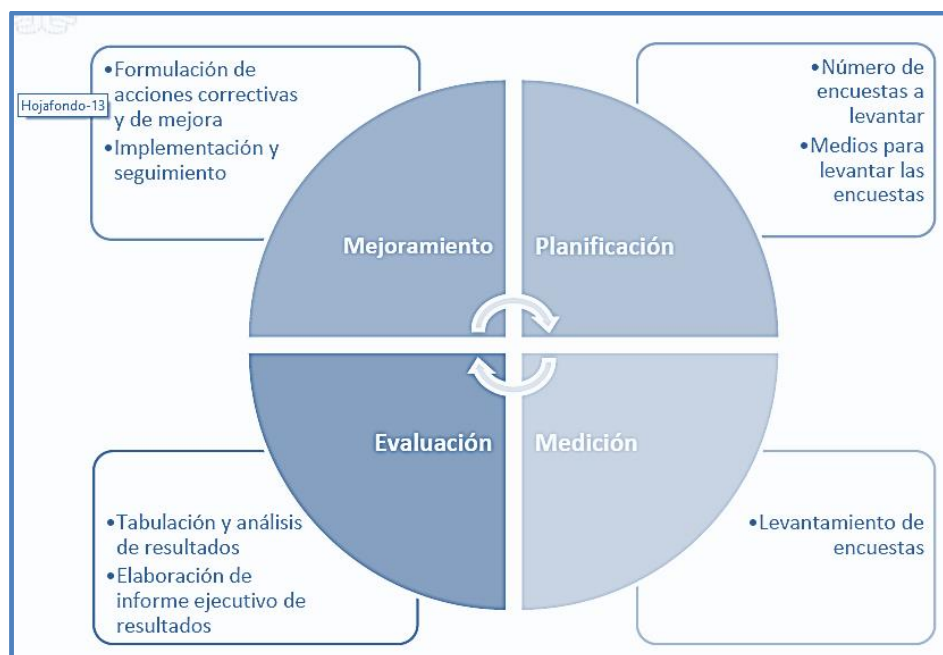 •Formulación de
acciones correctivas
y de mejora
•Implementación y
seguimiento
Hojafondo-13
•Número de
encuestas a
levantar
•Medios para
levantar las
encuestas
Mejoramiento
Planificación
Evaluación
Medición
•Tabulación y análisis
de resultados
•Elaboración de
informe ejecutivo de
resultados
•Levantamiento de
encuestas